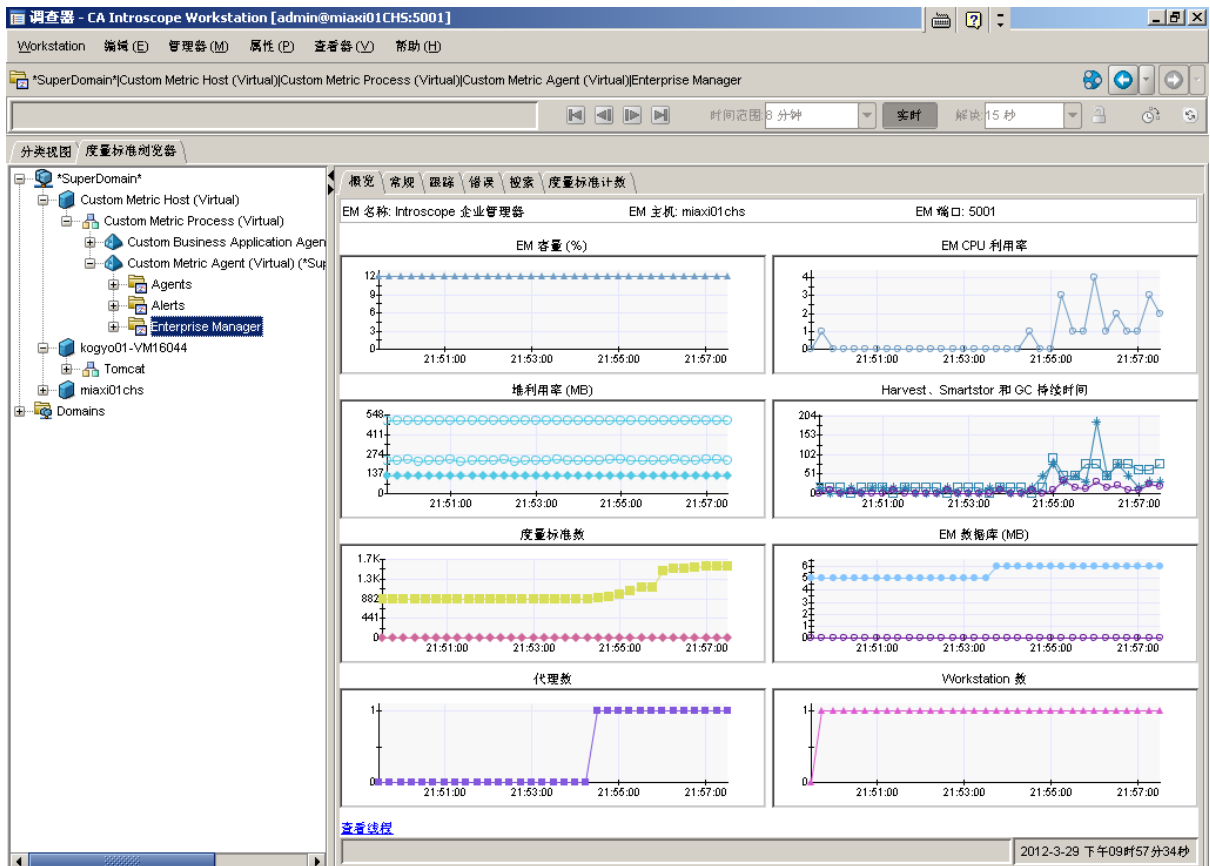 调查器 - CA Introscope Workstation [admin@miaxi01CHS:5001]
Workstation 编辑(E) 管理器(M) 属性(P) 查看器(V) 帮助(H)
*SuperDomain*|Custom Metric Host (Virtual)|Custom Metric Process (Virtual)|Custom Metric Agent (Virtual)|Enterprise Manager
时间范围: 8 分钟 实时 解决: 15 秒
分类视图 度量标准浏览器
*SuperDomain*
Custom Metric Host (Virtual)
Custom Metric Process (Virtual)
Custom Business Application Agen
Custom Metric Agent (Virtual) (*Sup
Agents
Alerts
Enterprise Manager
kogyo01-VM16044
Tomcat
miaxi01chs
Domains
概览 常规 跟踪 错误 搜索 度量标准计数
EM 名称: Introscope 企业管理器 EM 主机: miaxi01chs EM 端口: 5001
EM 容量 (%)
12
9
6
3
0
21:51:00 21:53:00 21:55:00 21:57:00
EM CPU 利用率
4
3
2
1
0
21:51:00 21:53:00 21:55:00 21:57:00
堆利用率 (MB)
548
411
274
137
0
21:51:00 21:53:00 21:55:00 21:57:00
Harvest、Smartstor 和 GC 持续时间
204
153
102
51
0
21:51:00 21:53:00 21:55:00 21:57:00
度量标准数
1.7K
1.3K
882
441
0
21:51:00 21:53:00 21:55:00 21:57:00
EM 数据库 (MB)
6
5
4
3
2
1
0
21:51:00 21:53:00 21:55:00 21:57:00
代理数
1
0
21:51:00 21:53:00 21:55:00 21:57:00
Workstation 数
1
0
21:51:00 21:53:00 21:55:00 21:57:00
查看线程
2012-3-29 下午09时57分34秒